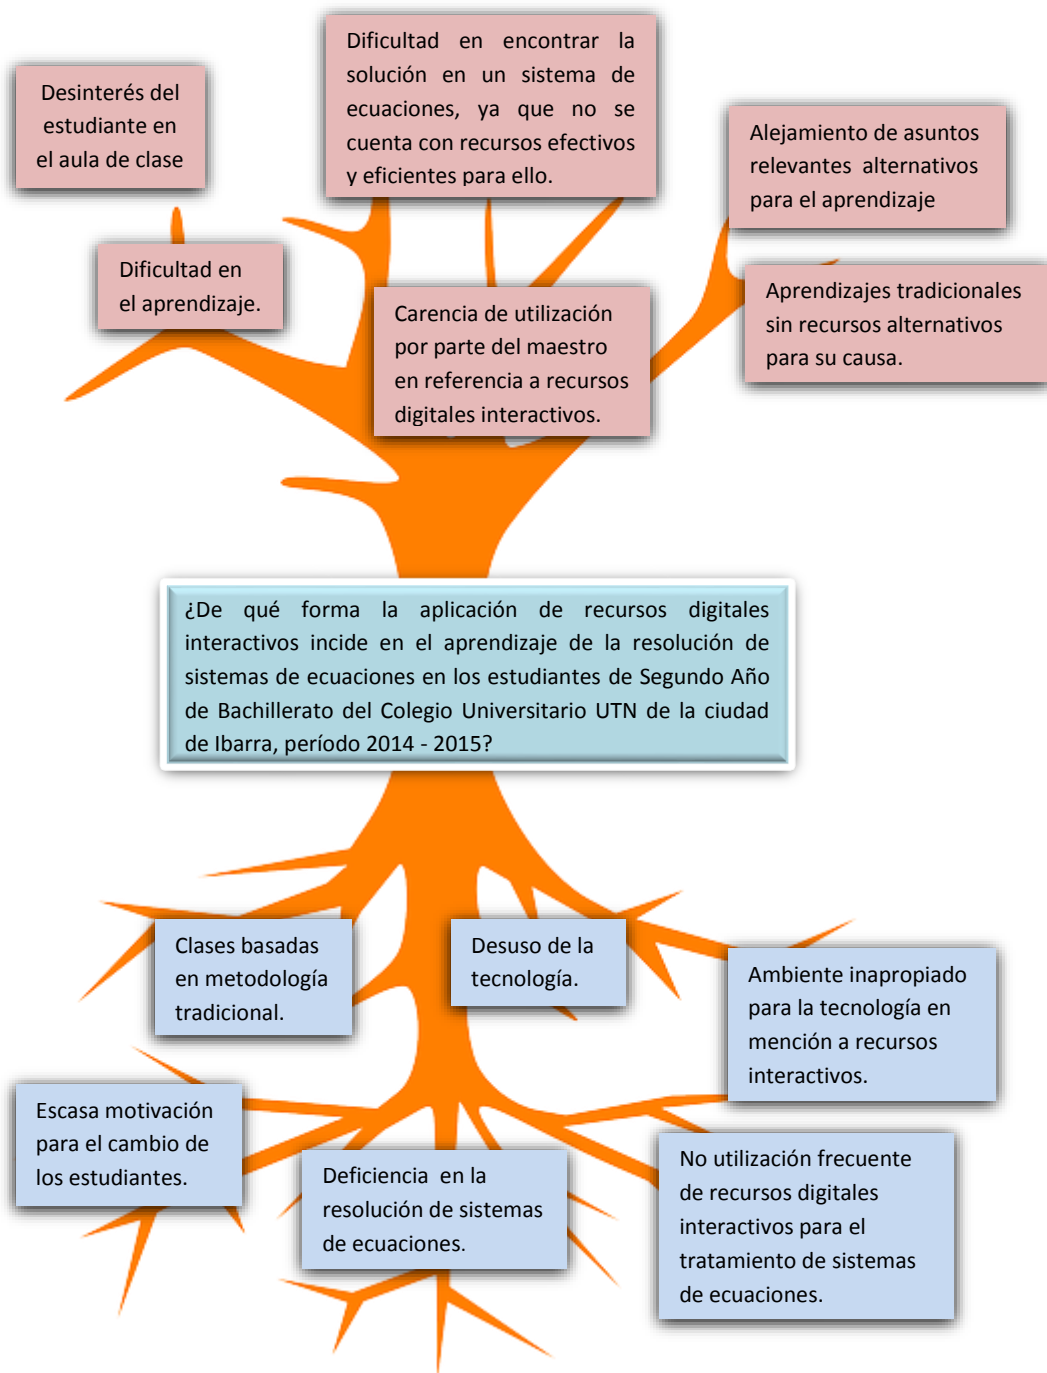 Desinterés del
estudiante en
el aula de clase
Dificultad en encontrar la
solución en un sistema de
ecuaciones, ya que no se
cuenta con recursos efectivos
y eficientes para ello.
Alejamiento de asuntos
relevantes alternativos
para el aprendizaje
Dificultad en
el aprendizaje.
Carencia de utilización
por parte del maestro
en referencia a recursos
digitales interactivos.
Aprendizajes tradicionales
sin recursos alternativos
para su causa.
¿De qué forma la aplicación de recursos digitales
interactivos incide en el aprendizaje de la resolución de
sistemas de ecuaciones en los estudiantes de Segundo Año
de Bachillerato del Colegio Universitario UTN de la ciudad
de Ibarra, período 2014 - 2015?
Clases basadas
en metodología
tradicional.
Desuso de la
tecnología.
Ambiente inapropiado
para la tecnología en
mención a recursos
interactivos.
Escasa motivación
para el cambio de
los estudiantes.
Deficiencia en la
resolución de sistemas
de ecuaciones.
No utilización frecuente
de recursos digitales
interactivos para el
tratamiento de sistemas
de ecuaciones.